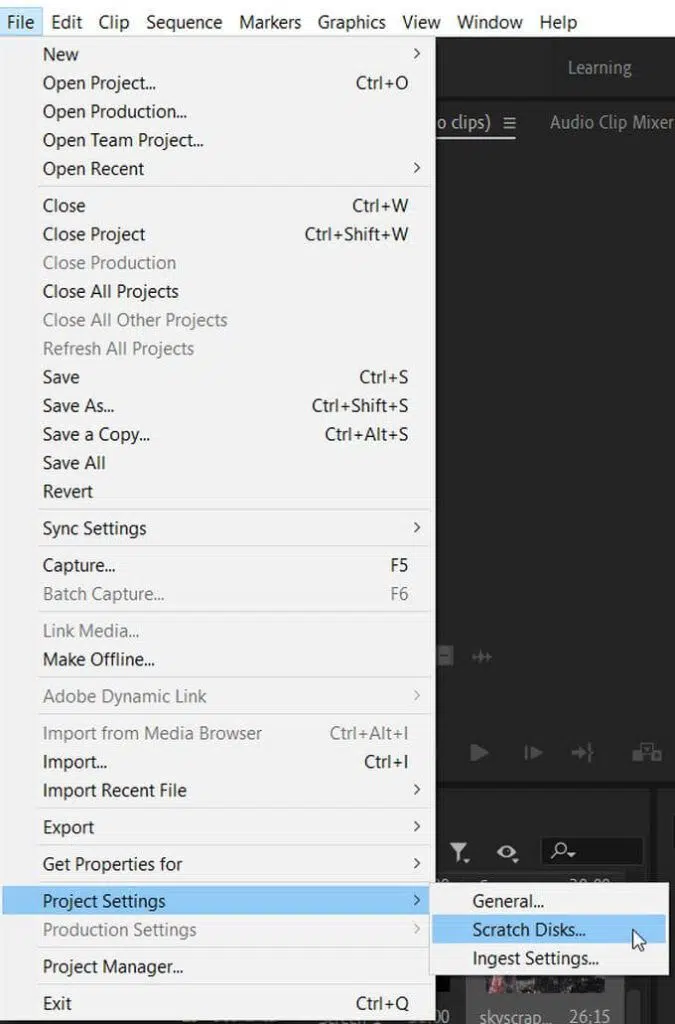 File Edit Clip Sequence Markers Graphics View Window Help
New
Open Project... Ctrl+O
Open Production...
Open Team Project...
Open Recent
Close Ctrl+W
Close Project Ctrl+Shift+W
Close Production
Close All Projects
Close All Other Projects
Refresh All Projects
Save Ctrl+S
Save As... Ctrl+Shift+S
Save a Copy... Ctrl+Alt+S
Save All
Revert
Sync Settings
Capture... F5
Batch Capture... F6
Link Media...
Make Offline...
Adobe Dynamic Link
Import from Media Browser Ctrl+Alt+I
Import... Ctrl+I
Import Recent File
Export
Get Properties for
Project Settings
Production Settings
Project Manager...
Exit Ctrl+Q
Learning
o clips) Audio Clip Mixer
General...
Scratch Disks...
Ingest Settings...
skyscrap... 26:15